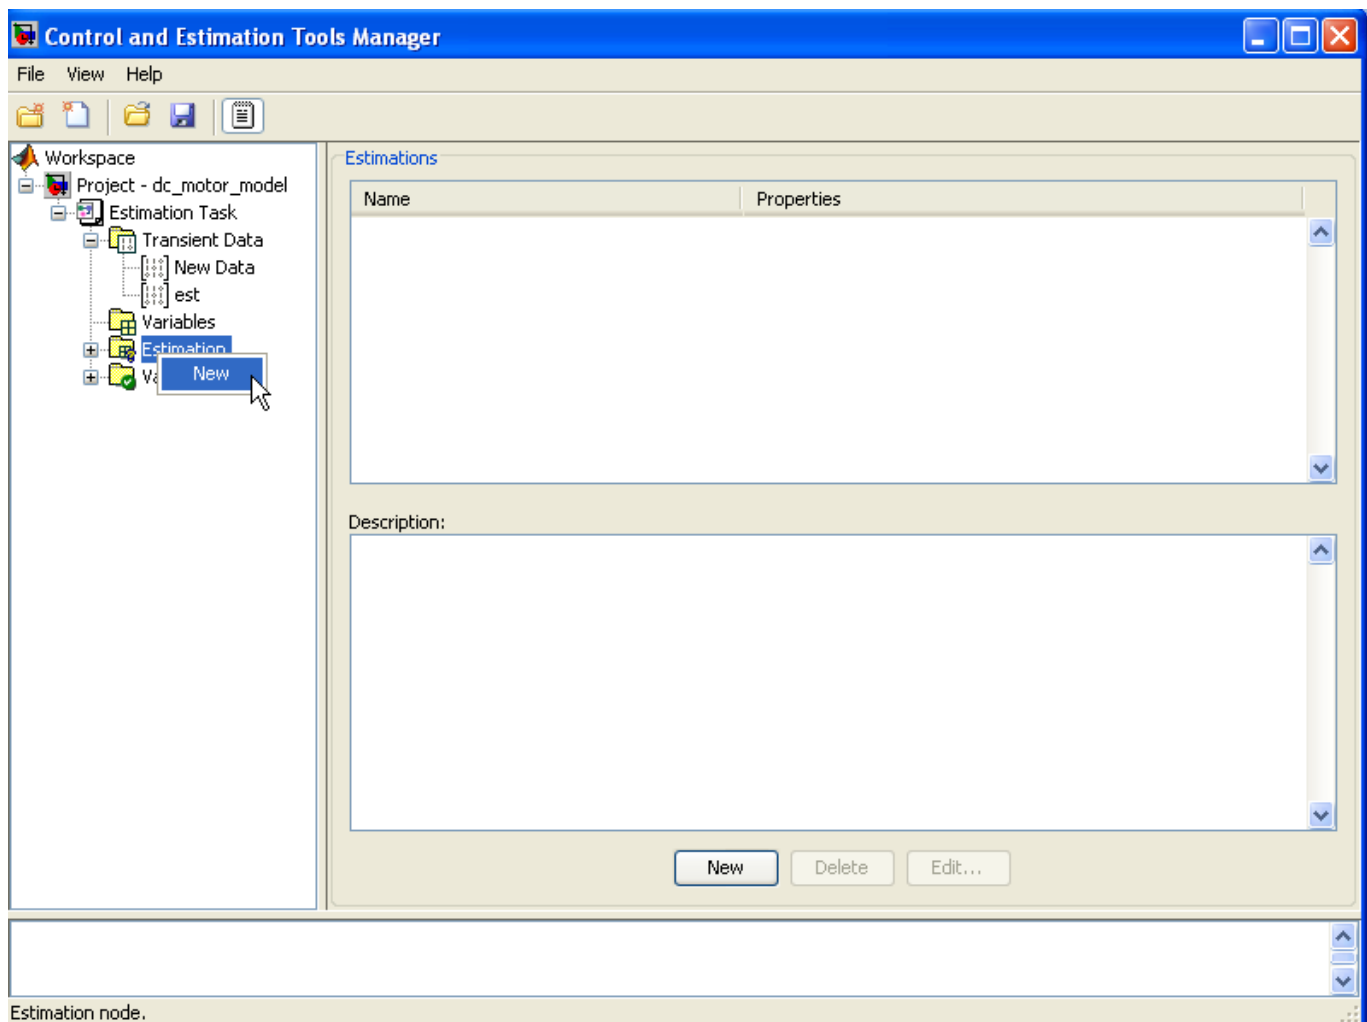 Control and Estimation Tools Manager
File View Help
Workspace
Project - dc_motor_model
Estimation Task
Transient Data
New Data
est
Variables
Estimation
New
Estimations
Name Properties
Description:
New Delete Edit...
Estimation node.